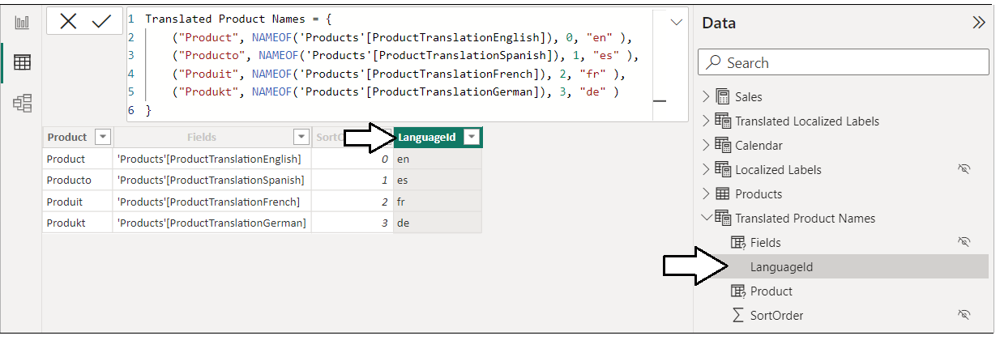 1 Translated Product Names = {
2 ("Product", NAMEOF('Products'[ProductTranslationEnglish]), 0, "en" ),
3 ("Producto", NAMEOF('Products'[ProductTranslationSpanish]), 1, "es" ),
4 ("Produit", NAMEOF('Products'[ProductTranslationFrench]), 2, "fr" ),
5 ("Produkt", NAMEOF('Products'[ProductTranslationGerman]), 3, "de" )
6 }
Product Fields LanguageId
Product 'Products'[ProductTranslationEnglish] 0 en
Producto 'Products'[ProductTranslationSpanish] 1 es
Produit 'Products'[ProductTranslationFrench] 2 fr
Produkt 'Products'[ProductTranslationGerman] 3 de
Data
Search
Sales
Translated Localized Labels
Calendar
Localized Labels
Products
Translated Product Names
Fields
LanguageId
Product
SortOrder